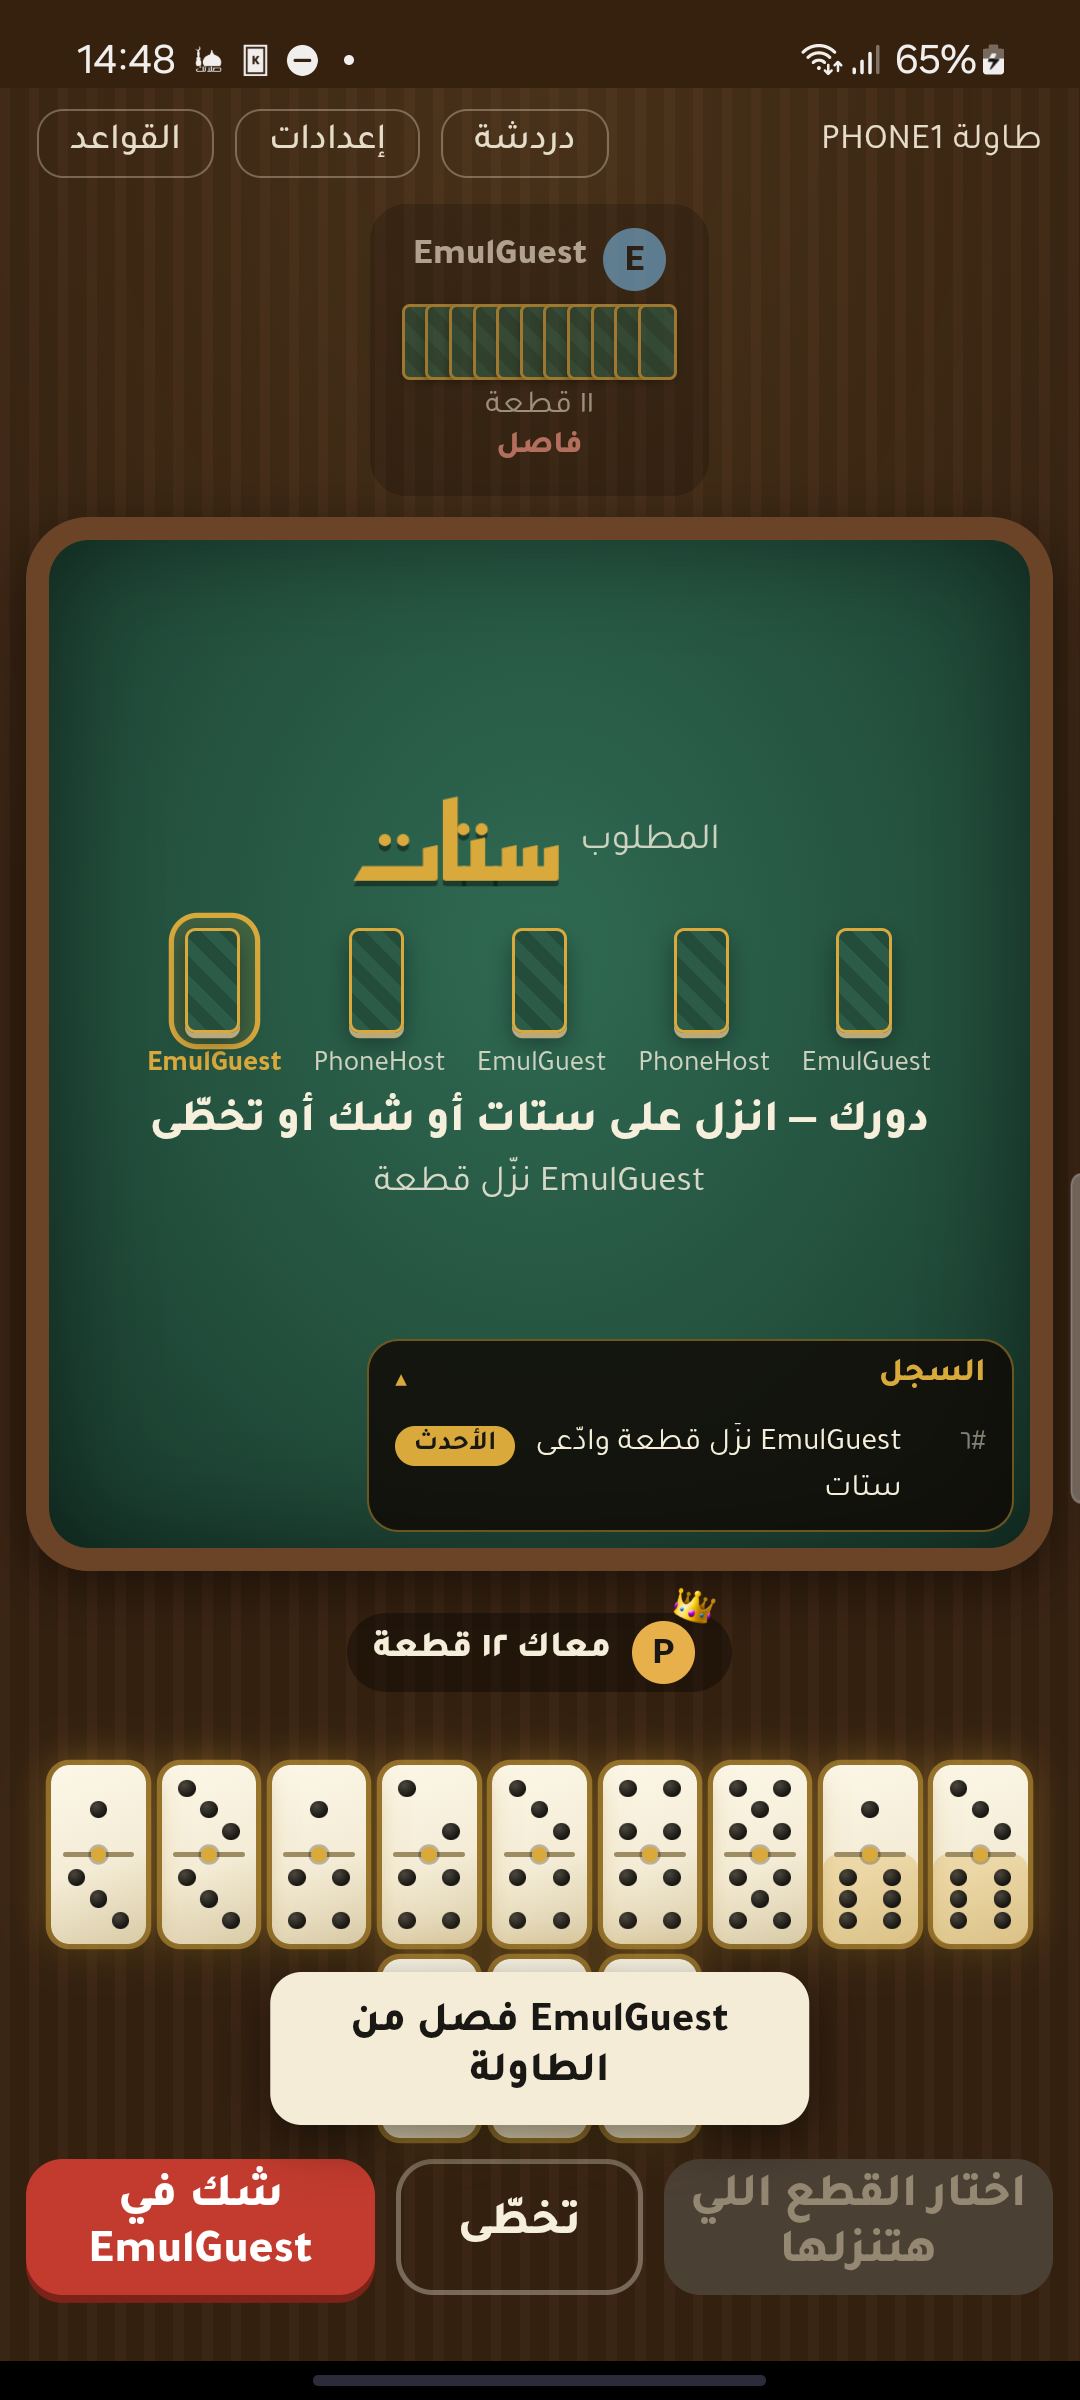 14:48
65%
طاولة PHONE1
دردشة
إعدادات
القواعد
E
EmulGuest
١١ قطعة
فاصل
المطلوب ستات
EmulGuest
PhoneHost
EmulGuest
PhoneHost
EmulGuest
دورك — انزل على ستات أو شك أو تخطّى
EmulGuest نزّل قطعة
السجل
#٦
EmulGuest نزّل قطعة وادّعى
ستات
الأحدث
P
معاك ١٢ قطعة
EmulGuest فصل من
الطاولة
اختار القطع اللي
هتنزلها
تخطّى
شك في
EmulGuest